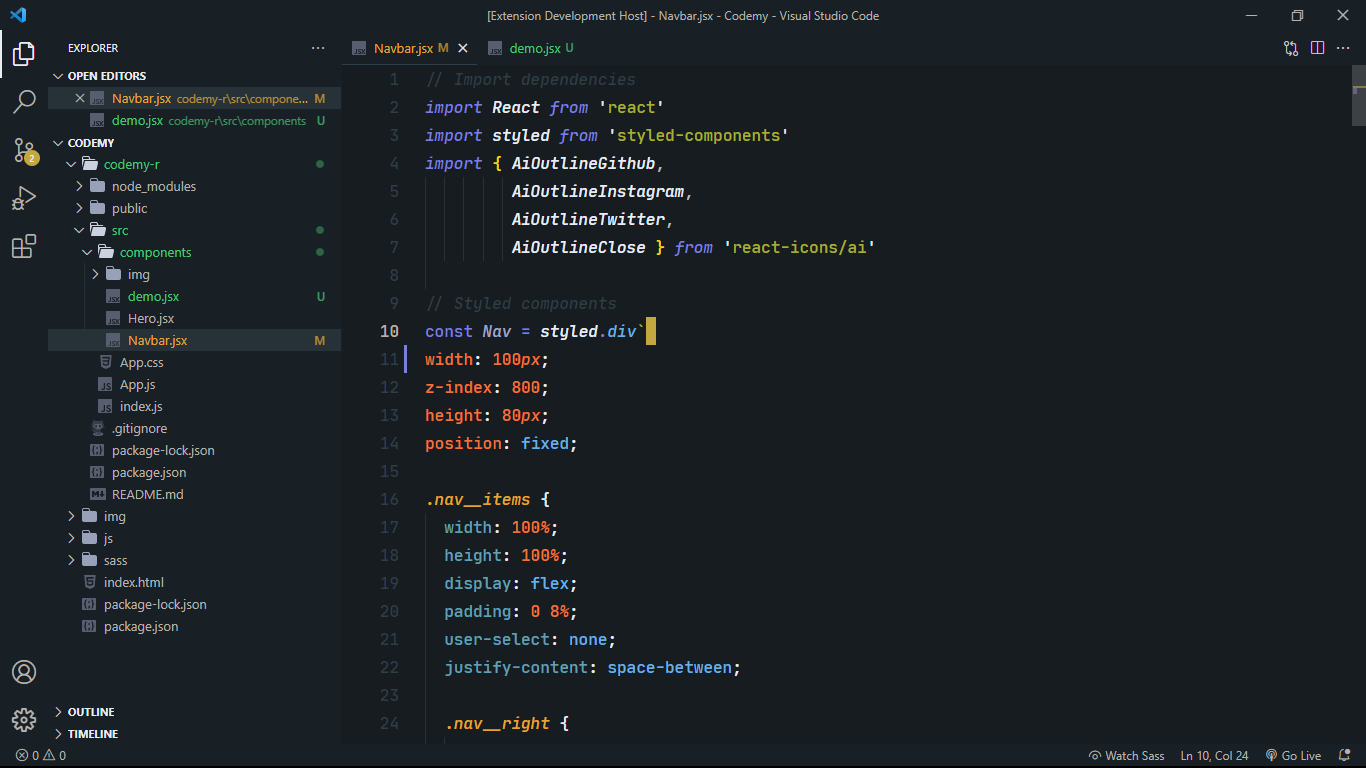 [Extension Development Host] - Navbar.jsx - Codemy - Visual Studio Code
EXPLORER
OPEN EDITORS
Navbar.jsx codemy-r\src\compone... M
demo.jsx codemy-r\src\components U
CODEMY
codemy-r
node_modules
public
src
components
img
JSX demo.jsx U
JSX Hero.jsx
JSX Navbar.jsx M
App.css
JS App.js
JS index.js
.gitignore
package-lock.json
package.json
README.md
img
js
sass
index.html
package-lock.json
package.json
OUTLINE
TIMELINE
2
JSX Navbar.jsx M
JSX demo.jsx U
1 // Import dependencies
2 import React from 'react'
3 import styled from 'styled-components'
4 import { AiOutlineGithub,
5 AiOutlineInstagram,
6 AiOutlineTwitter,
7 AiOutlineClose } from 'react-icons/ai'
8
9 // Styled components
10 const Nav = styled.div`
11 width: 100px;
12 z-index: 800;
13 height: 80px;
14 position: fixed;
15
16 .nav__items {
17 width: 100%;
18 height: 100%;
19 display: flex;
20 padding: 0 8%;
21 user-select: none;
22 justify-content: space-between;
23
24 .nav__right {
0 0
Watch Sass Ln 10, Col 24 Go Live